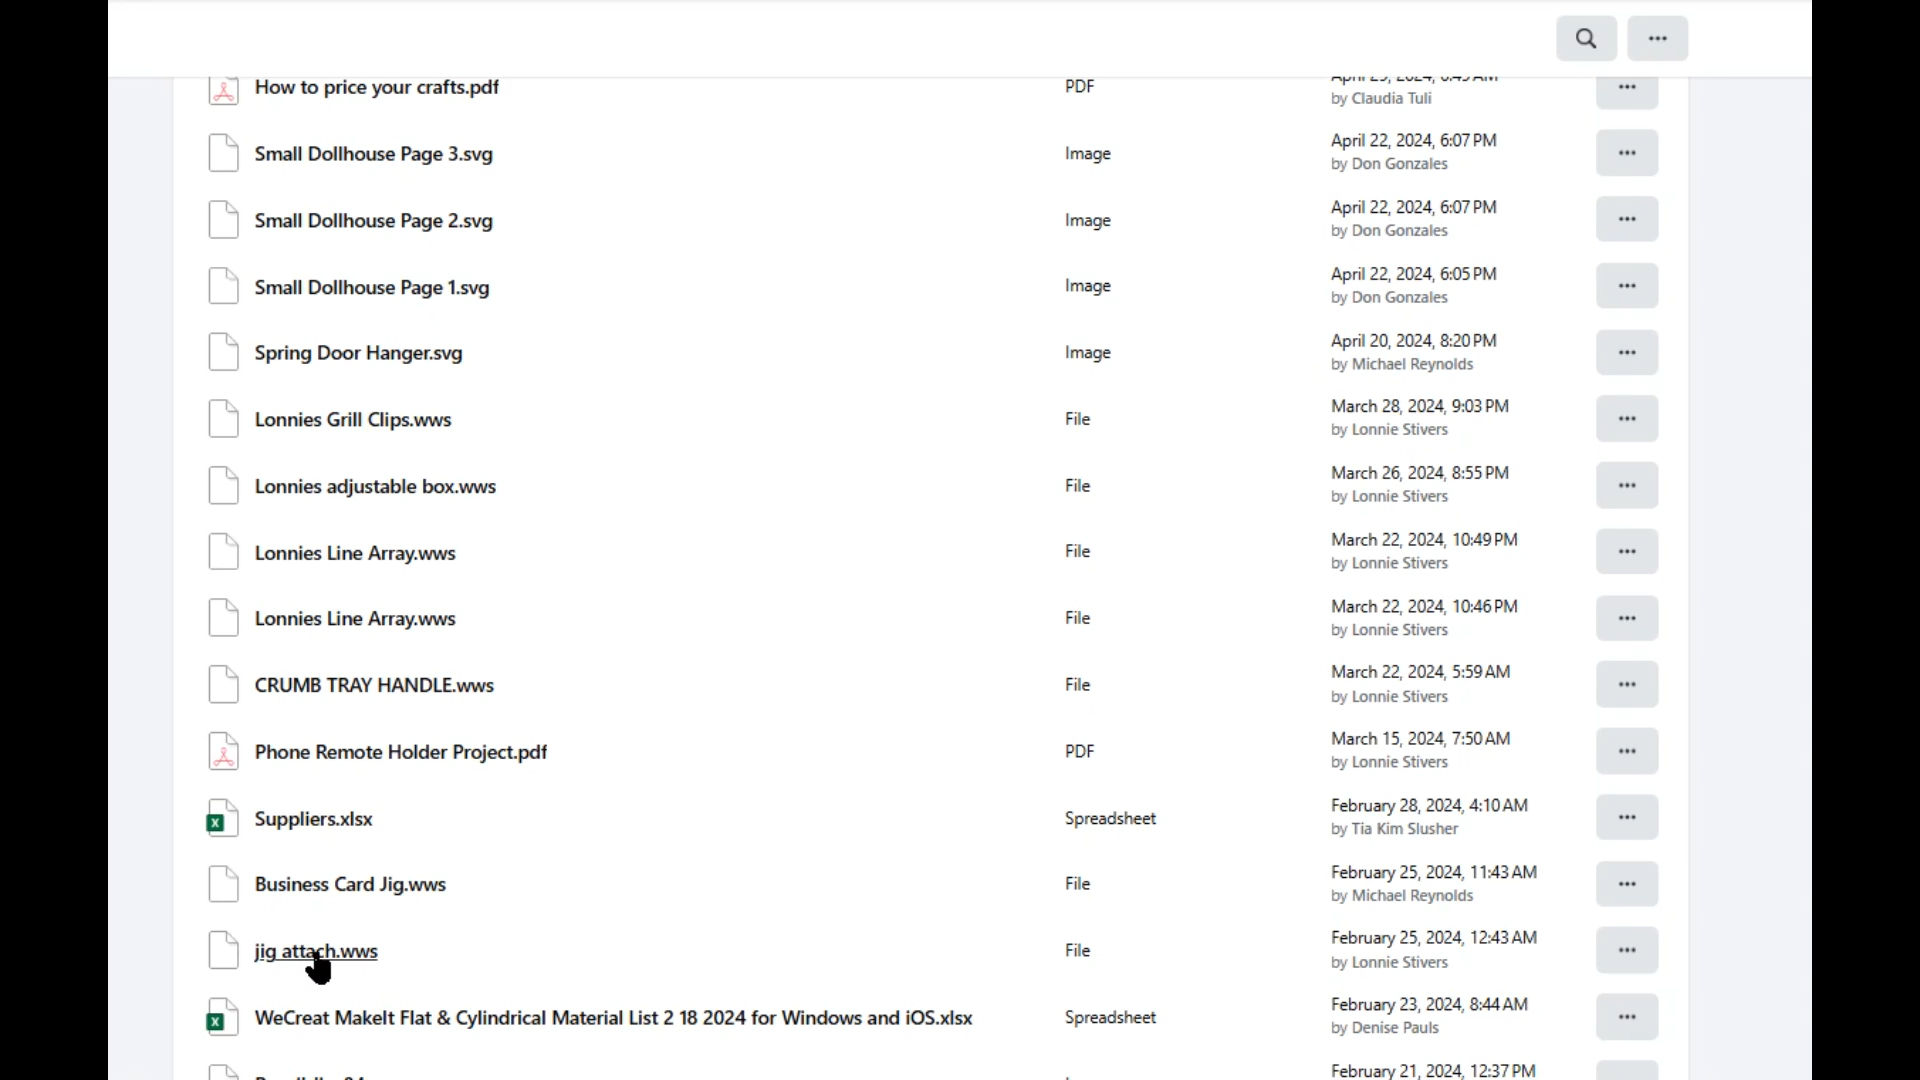 How to price your crafts.pdf
PDF
by Claudia Tuli
Small Dollhouse Page 3.svg
Image
April 22, 2024, 6:07 PM
by Don Gonzales
Small Dollhouse Page 2.svg
Image
April 22, 2024, 6:07 PM
by Don Gonzales
Small Dollhouse Page 1.svg
Image
April 22, 2024, 6:05 PM
by Don Gonzales
Spring Door Hanger.svg
Image
April 20, 2024, 8:20 PM
by Michael Reynolds
Lonnies Grill Clips.wws
File
March 28, 2024, 9:03 PM
by Lonnie Stivers
Lonnies adjustable box.wws
File
March 26, 2024, 8:55 PM
by Lonnie Stivers
Lonnies Line Array.wws
File
March 22, 2024, 10:49 PM
by Lonnie Stivers
Lonnies Line Array.wws
File
March 22, 2024, 10:46 PM
by Lonnie Stivers
CRUMB TRAY HANDLE.wws
File
March 22, 2024, 5:59 AM
by Lonnie Stivers
Phone Remote Holder Project.pdf
PDF
March 15, 2024, 7:50 AM
by Lonnie Stivers
Suppliers.xlsx
Spreadsheet
February 28, 2024, 4:10 AM
by Tia Kim Slusher
Business Card Jig.wws
File
February 25, 2024, 11:43 AM
by Michael Reynolds
jig attach.wws
File
February 25, 2024, 12:43 AM
by Lonnie Stivers
WeCreat MakeIt Flat & Cylindrical Material List 2 18 2024 for Windows and iOS.xlsx
Spreadsheet
February 23, 2024, 8:44 AM
by Denise Pauls
February 21, 2024, 12:37 PM